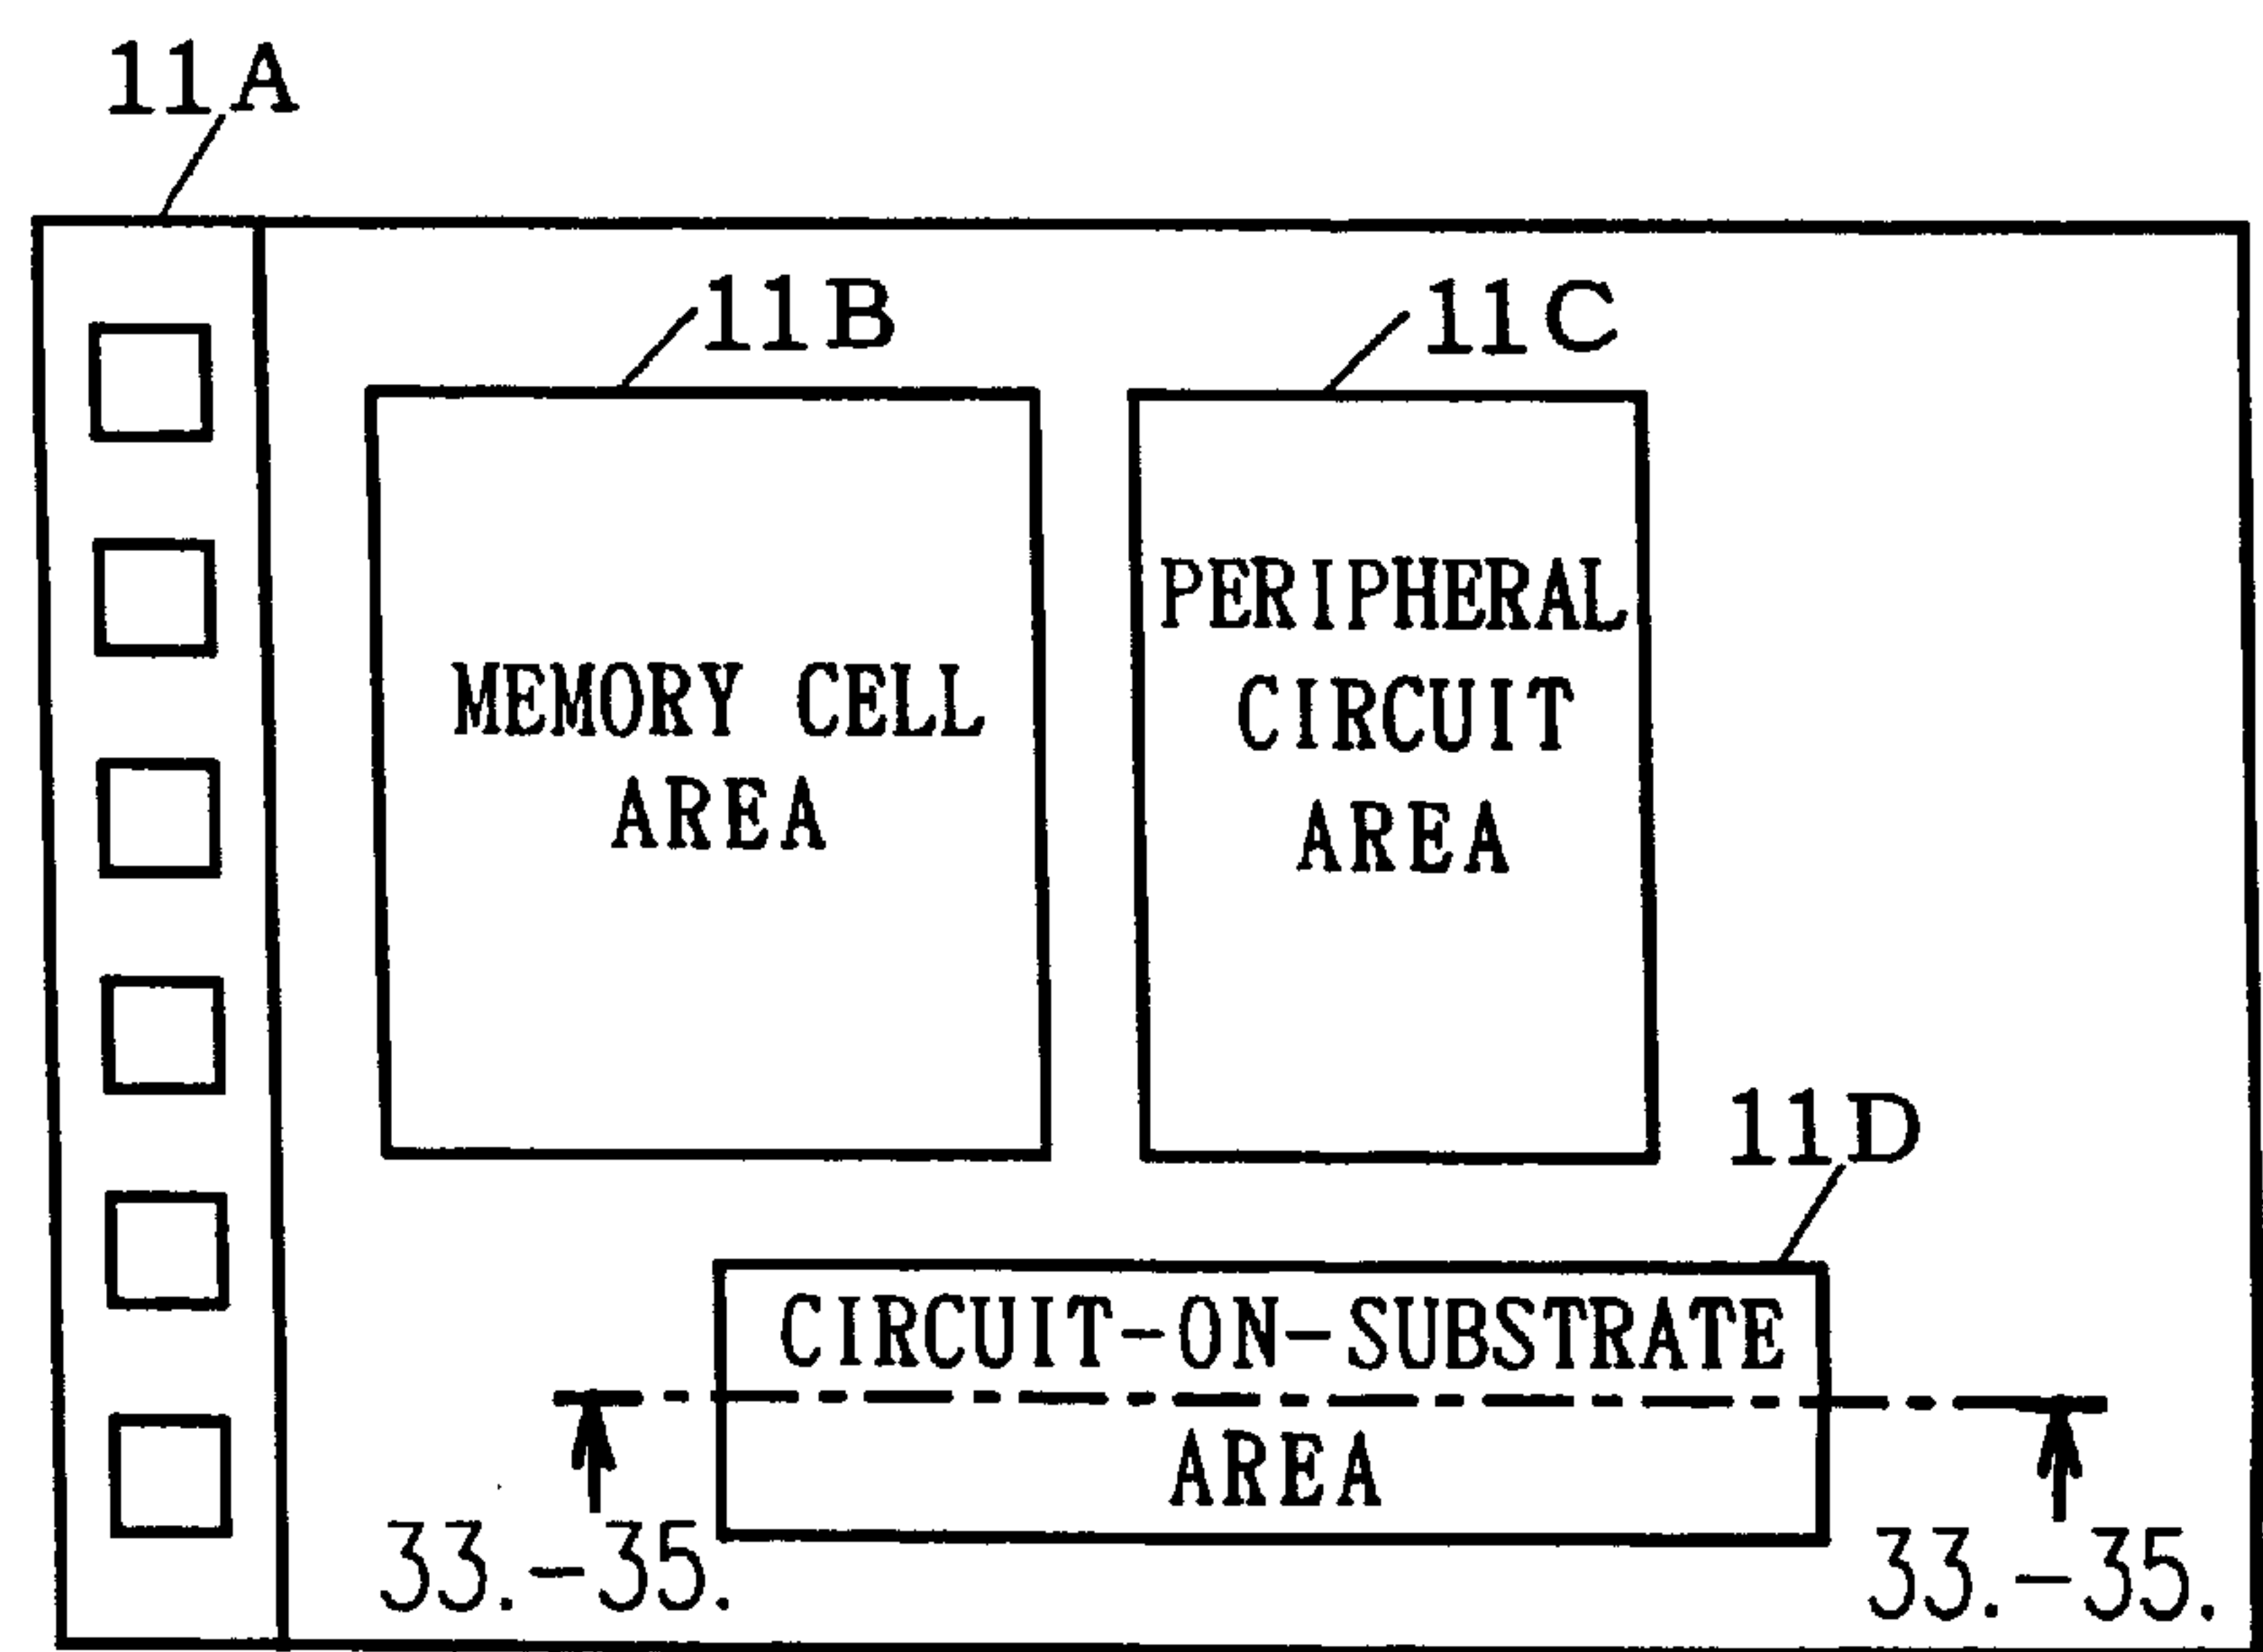 11A
11B
11C
MEMORY CELL
AREA
PERIPHERAL
CIRCUIT
AREA
11D
CIRCUIT-ON-SUBSTRATE
AREA
33.-35.
33.-35.